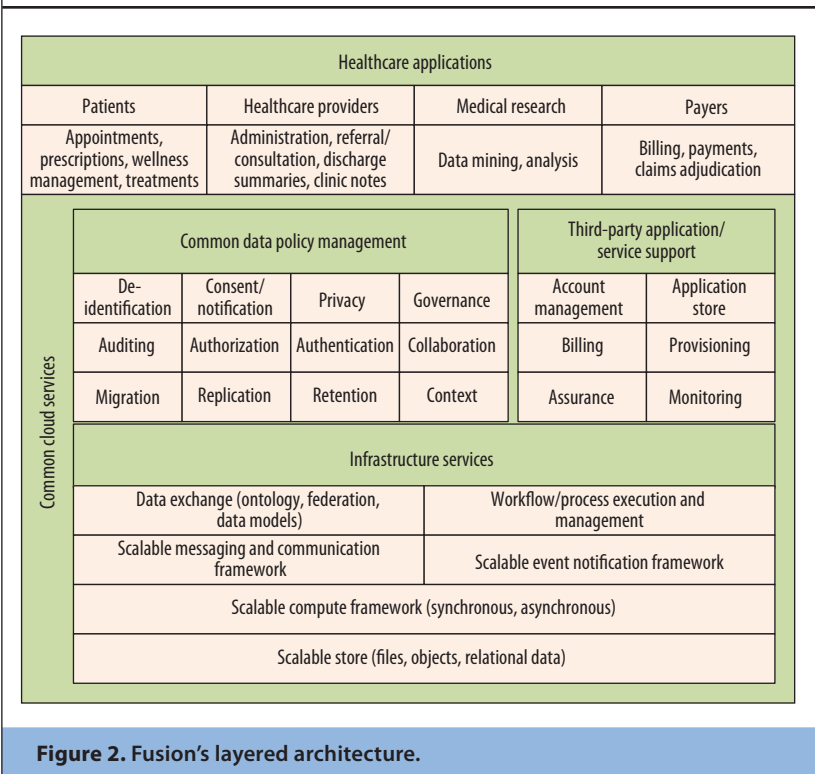 Healthcare applications
Patients
Healthcare providers
Medical research
Payers
Appointments,
prescriptions, wellness
management, treatments
Administration, referral/
consultation, discharge
summaries, clinic notes
Data mining, analysis
Billing, payments,
claims adjudication
Common cloud services
Common data policy management
De-
identification
Consent/
notification
Privacy
Governance
Auditing
Authorization
Authentication
Collaboration
Migration
Replication
Retention
Context
Third-party application/
service support
Account
management
Application
store
Billing
Provisioning
Assurance
Monitoring
Infrastructure services
Data exchange (ontology, federation,
data models)
Workflow/process execution and
management
Scalable messaging and communication
framework
Scalable event notification framework
Scalable compute framework (synchronous, asynchronous)
Scalable store (files, objects, relational data)
Figure 2. Fusion's layered architecture.